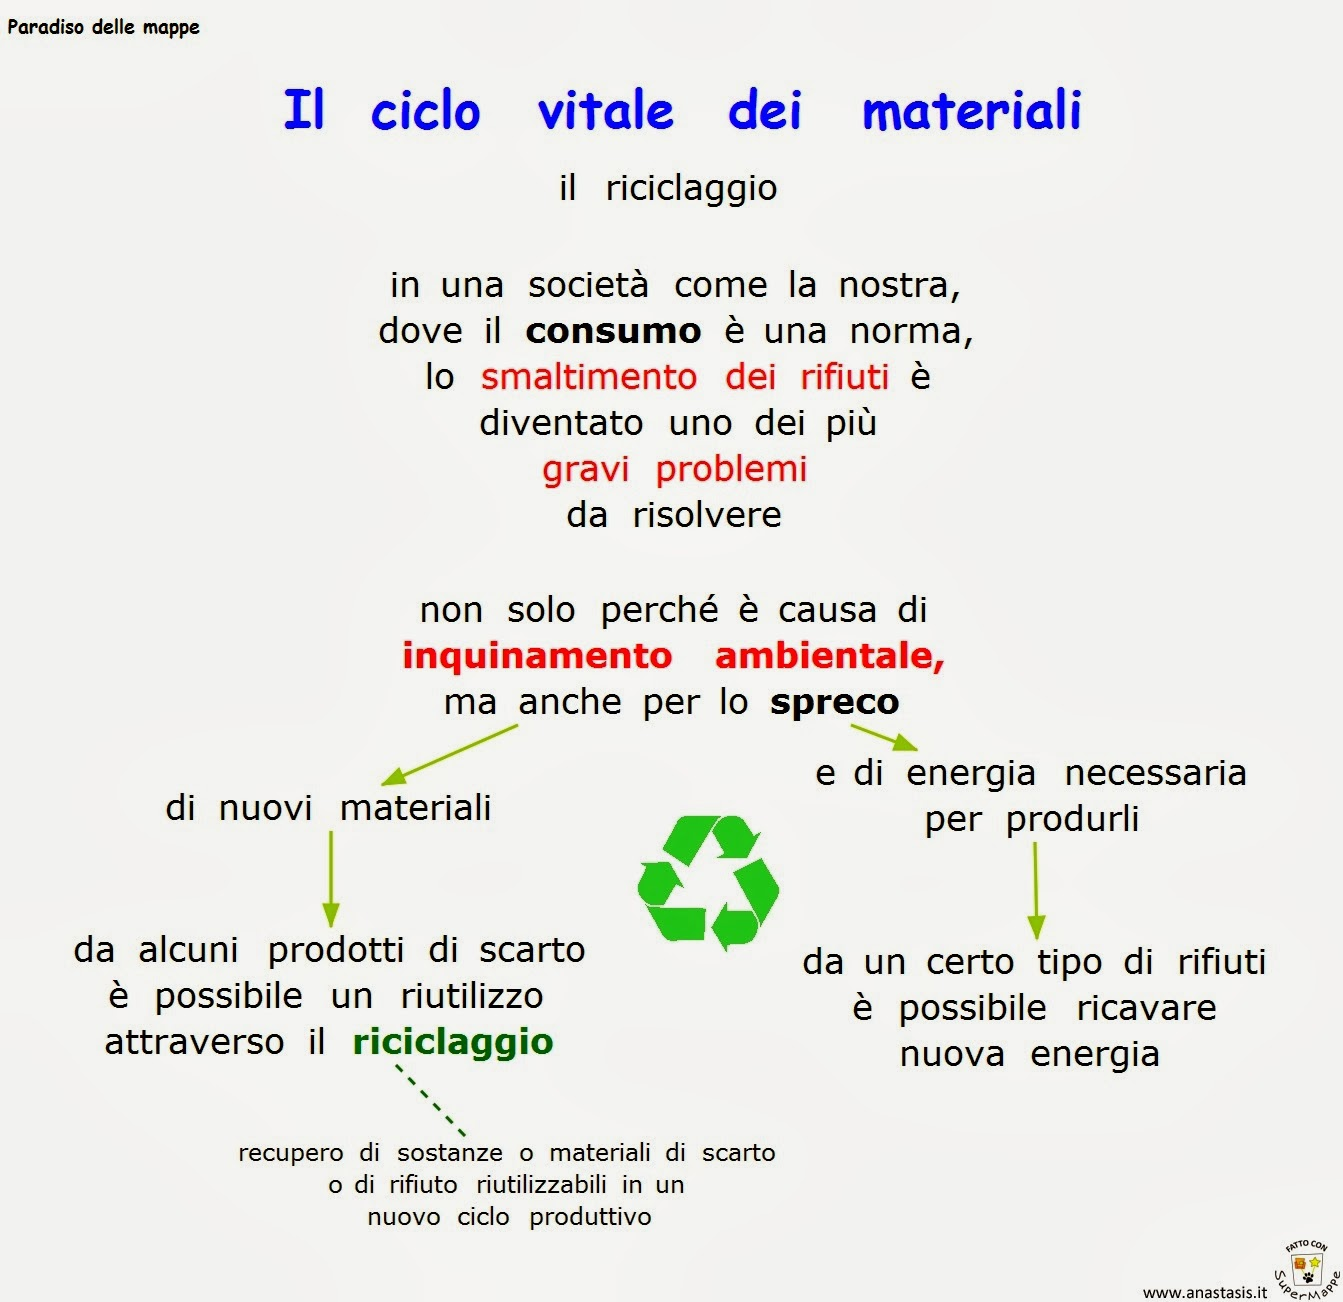 Paradiso delle mappe
Il ciclo vitale dei materiali
il riciclaggio
in una società come la nostra,
dove il consumo è una norma,
lo smaltimento dei rifiuti è
diventato uno dei più
gravi problemi
da risolvere
non solo perché è causa di
inquinamento ambientale,
ma anche per lo spreco
di nuovi materiali
e di energia necessaria
per produrli
da alcuni prodotti di scarto
è possibile un riutilizzo
attraverso il riciclaggio
da un certo tipo di rifiuti
è possibile ricavare
nuova energia
recupero di sostanze o materiali di scarto
o di rifiuto riutilizzabili in un
nuovo ciclo produttivo
FATTO CON
SUPERMAPPE
www.anastasis.it